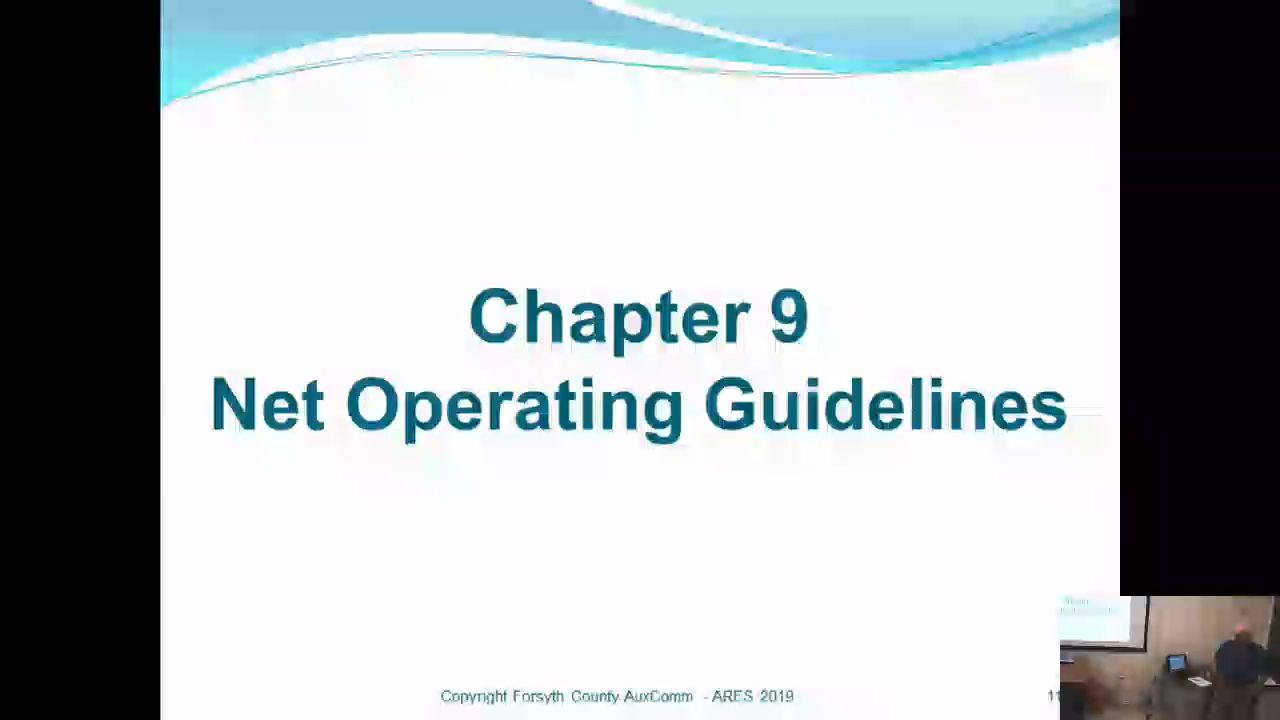 Chapter 9
Net Operating Guidelines
Copyright Forsyth County AuxComm - ARES 2019